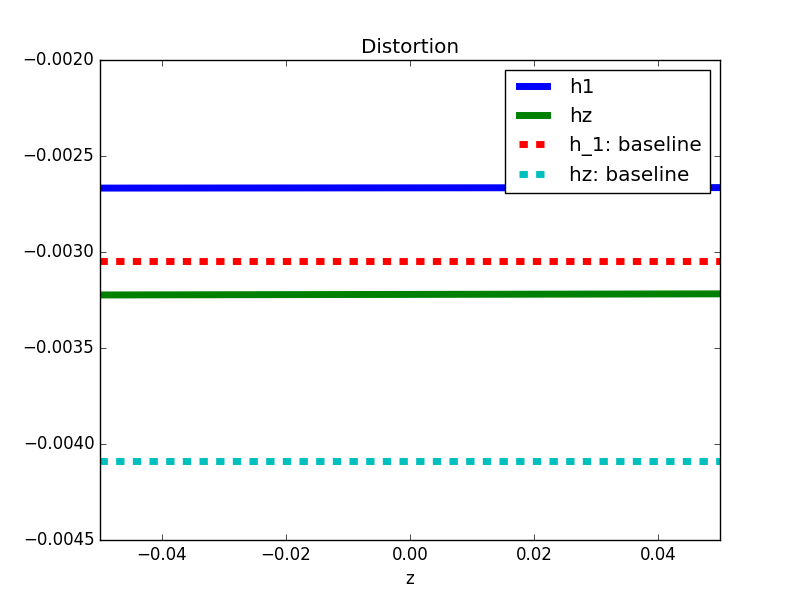 Distortion
−0.0020
−0.0025
−0.0030
−0.0035
−0.0040
−0.0045
h1
hz
h_1: baseline
hz: baseline
−0.04
−0.02
0.00
0.02
0.04
z